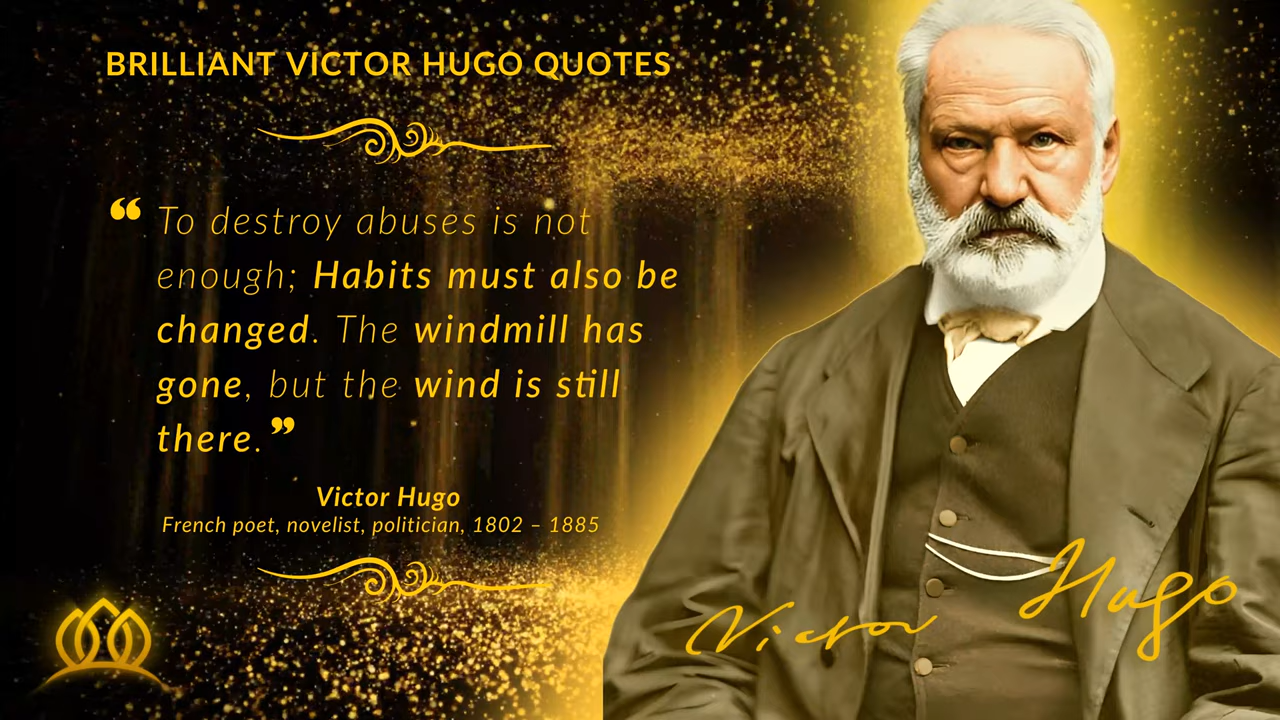 BRILLIANT VICTOR HUGO QUOTES
❝ To destroy abuses is not
enough; Habits must also be
changed. The windmill has
gone, but the wind is still
there.❞
Victor Hugo
French poet, novelist, politician, 1802 – 1885
Victor Hugo